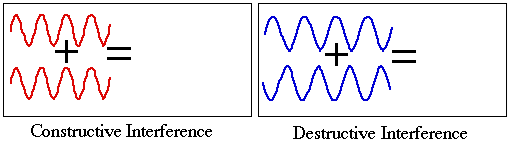 + =
+ =
Constructive Interference
Destructive Interference